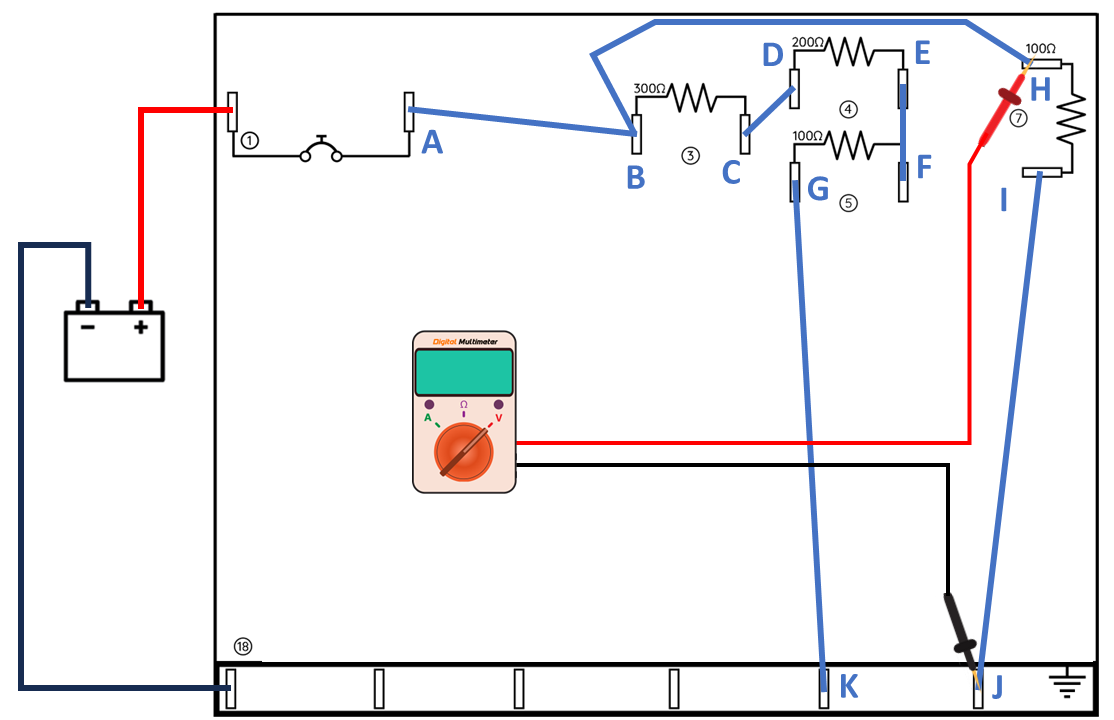 100Ω
D 200Ω E
300Ω
H
A
① ④ ⑦
100Ω
B ③ C
F
G ⑤
I
− +
Digital Multimeter
Ω
A V
⑱
K J